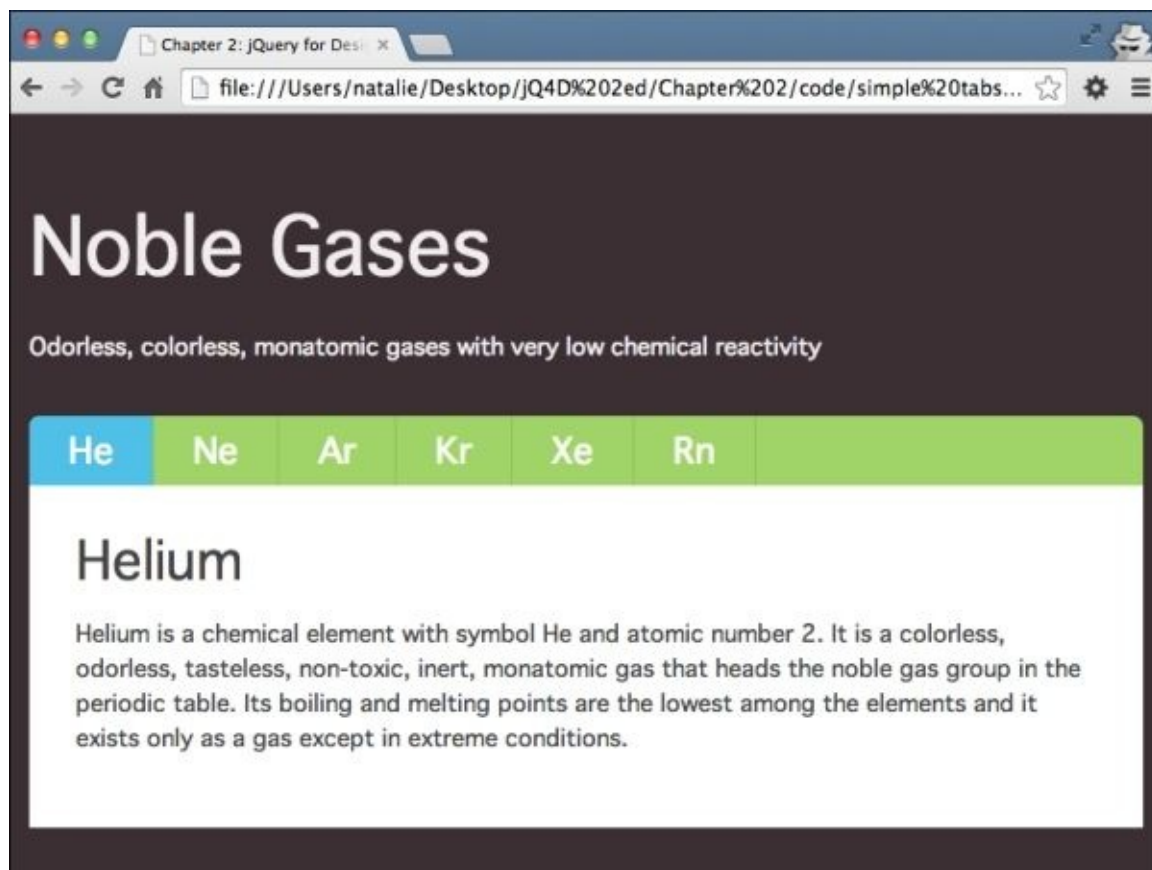 Chapter 2: jQuery for Desi
file:///Users/natalie/Desktop/jQ4D%202ed/Chapter%202/code/simple%20tabs...
Noble Gases
Odorless, colorless, monatomic gases with very low chemical reactivity
He Ne Ar Kr Xe Rn
Helium
Helium is a chemical element with symbol He and atomic number 2. It is a colorless,
odorless, tasteless, non-toxic, inert, monatomic gas that heads the noble gas group in the
periodic table. Its boiling and melting points are the lowest among the elements and it
exists only as a gas except in extreme conditions.